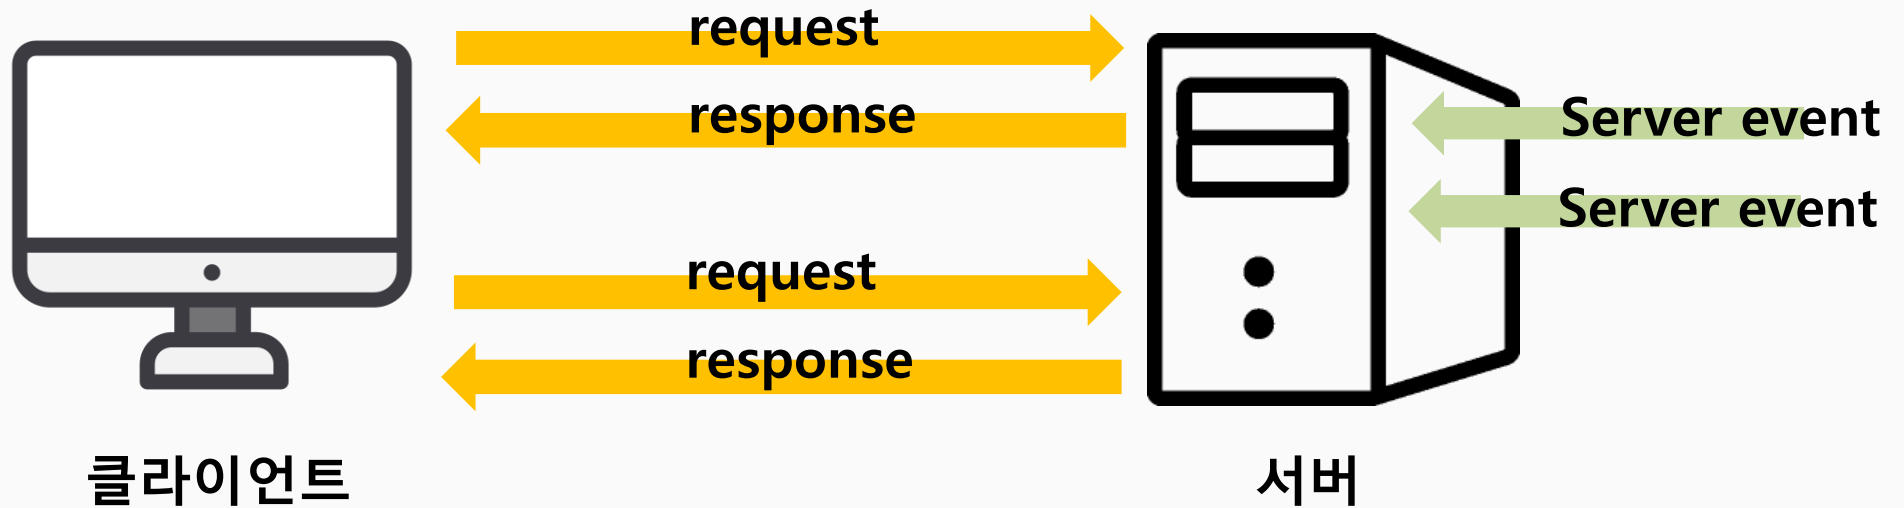 request
response
Server event
Server event
request
response
클라이언트
서버